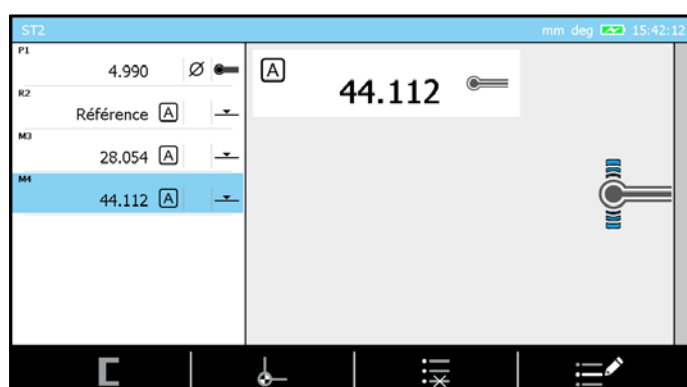 ST2 mm deg 15:42:12
P1
4.990 Ø
R2
Référence A
M3
28.054 A
M4
44.112 A
A
44.112